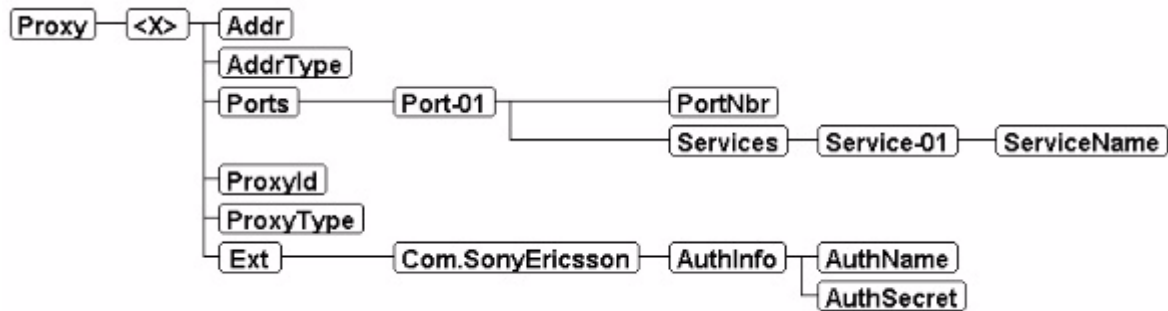 Proxy <X> Addr
AddrType
Ports Port-01 PortNbr
Services Service-01 ServiceName
ProxyId
ProxyType
Ext Com.SonyEricsson AuthInfo AuthName
AuthSecret